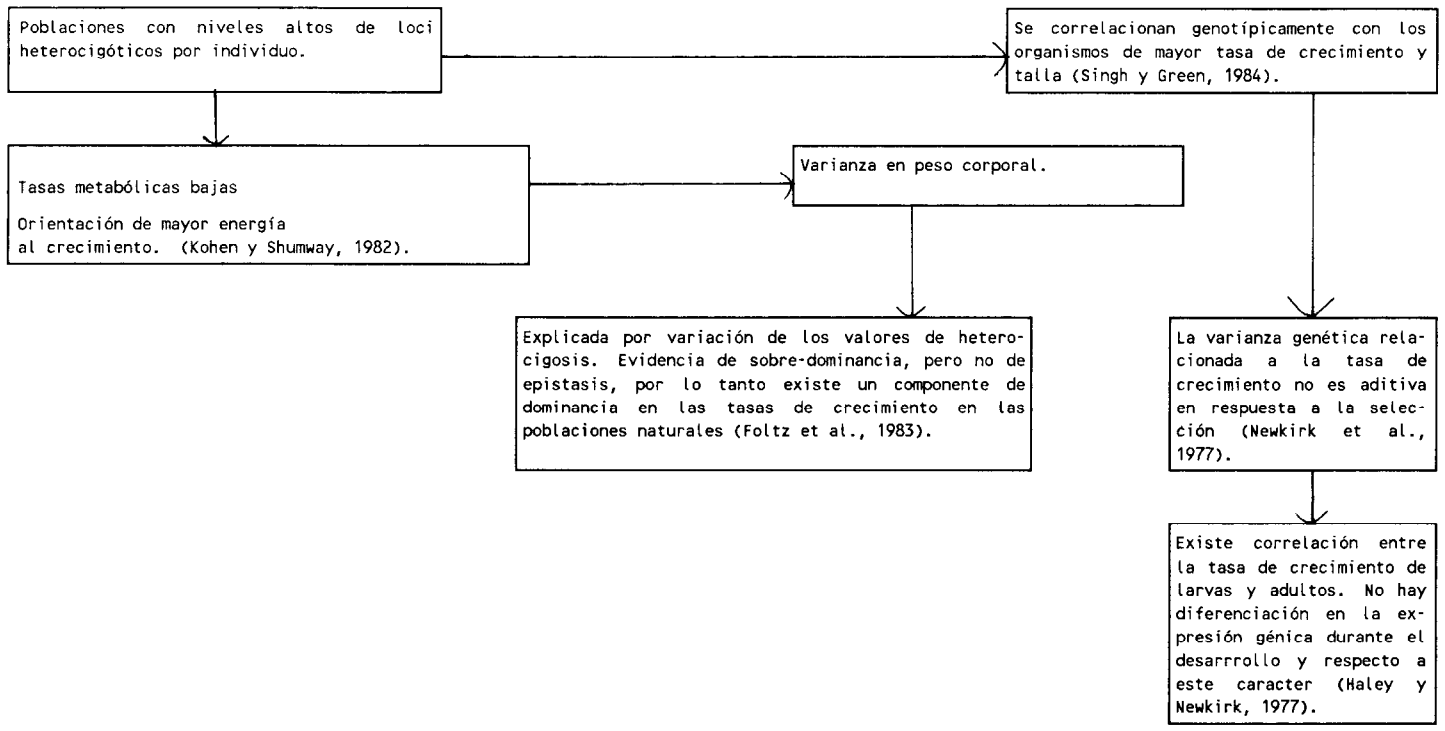 Poblaciones con niveles altos de loci
heterocigóticos por individuo.
Se correlacionan genotípicamente con los
organismos de mayor tasa de crecimiento y
talla (Singh y Green, 1984).
Tasas metabólicas bajas
Orientación de mayor energía
al crecimiento. (Kohen y Shumway, 1982).
Varianza en peso corporal.
Explicada por variación de los valores de hetero-
cigosis. Evidencia de sobre-dominancia, pero no de
epistasis, por lo tanto existe un componente de
dominancia en las tasas de crecimiento en las
poblaciones naturales (Foltz et al., 1983).
La varianza genética rela-
cionada a la tasa de
crecimiento no es aditiva
en respuesta a la selec-
ción (Newkirk et al.,
1977).
Existe correlación entre
la tasa de crecimiento de
larvas y adultos. No hay
diferenciación en la ex-
presión génica durante el
desarrrollo y respecto a
este caracter (Haley y
Newkirk, 1977).